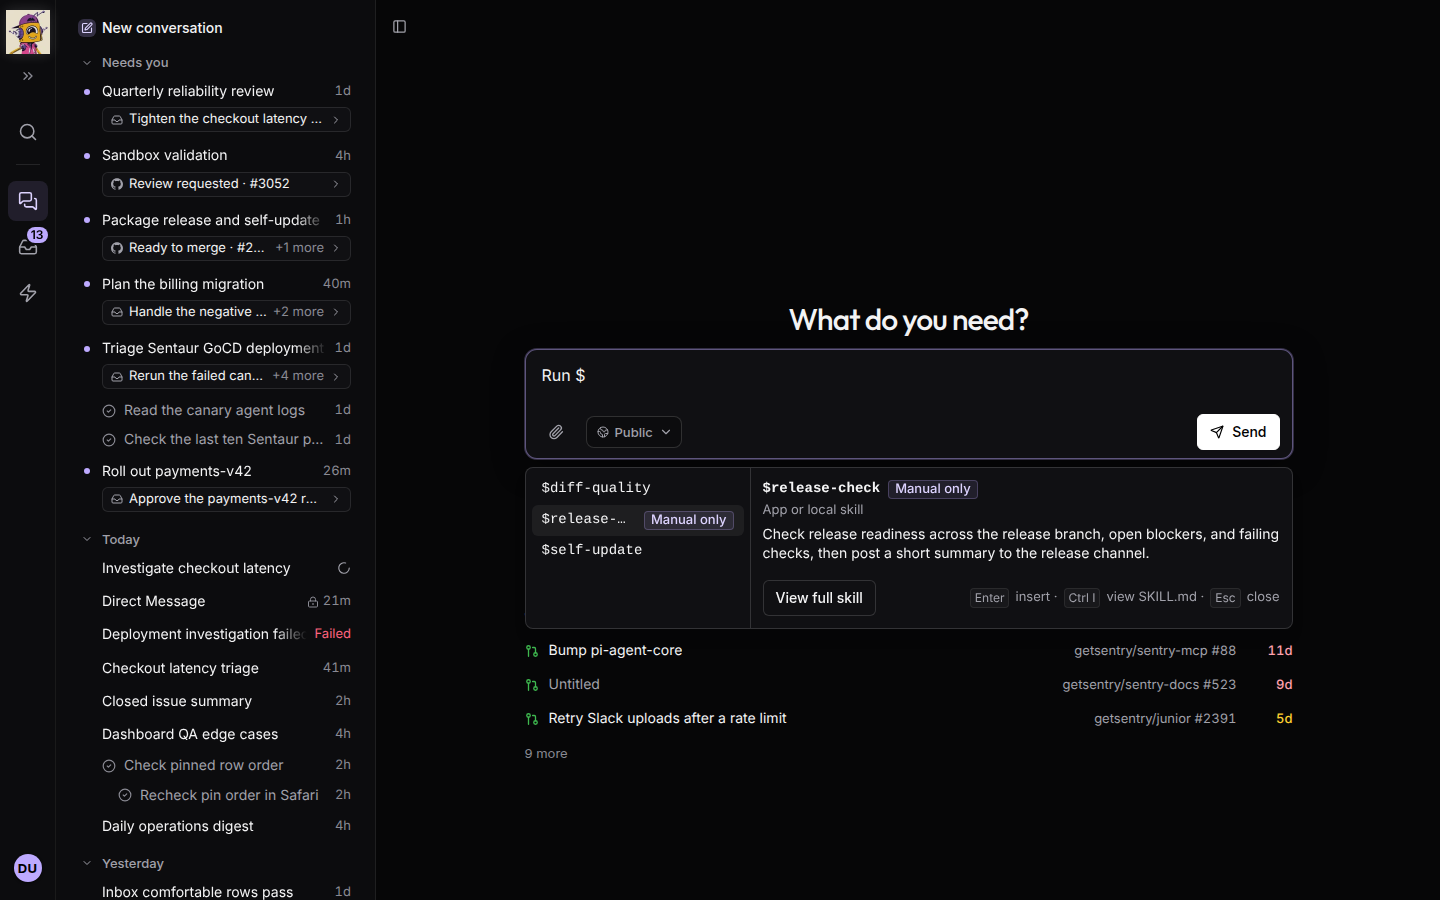 New conversation
Needs you
Quarterly reliability review 1d
Tighten the checkout latency ...
Sandbox validation 4h
Review requested · #3052
Package release and self-update 1h
Ready to merge · #2... +1 more
13
Plan the billing migration 40m
Handle the negative ... +2 more
Triage Sentaur GoCD deployment 1d
Rerun the failed can... +4 more
Read the canary agent logs 1d
Check the last ten Sentaur p... 1d
Roll out payments-v42 26m
Approve the payments-v42 r...
Today
Investigate checkout latency
Direct Message 21m
Deployment investigation failed Failed
Checkout latency triage 41m
Closed issue summary 2h
Dashboard QA edge cases 4h
Check pinned row order 2h
Recheck pin order in Safari 2h
Daily operations digest 4h
Yesterday
Inbox comfortable rows pass 1d
DU
What do you need?
Run $
Public
Send
$diff-quality
$release-… Manual only
$self-update
$release-check Manual only
App or local skill
Check release readiness across the release branch, open blockers, and failing
checks, then post a short summary to the release channel.
View full skill
Enter insert · Ctrl I view SKILL.md · Esc close
Bump pi-agent-core getsentry/sentry-mcp #88 11d
Untitled getsentry/sentry-docs #523 9d
Retry Slack uploads after a rate limit getsentry/junior #2391 5d
9 more